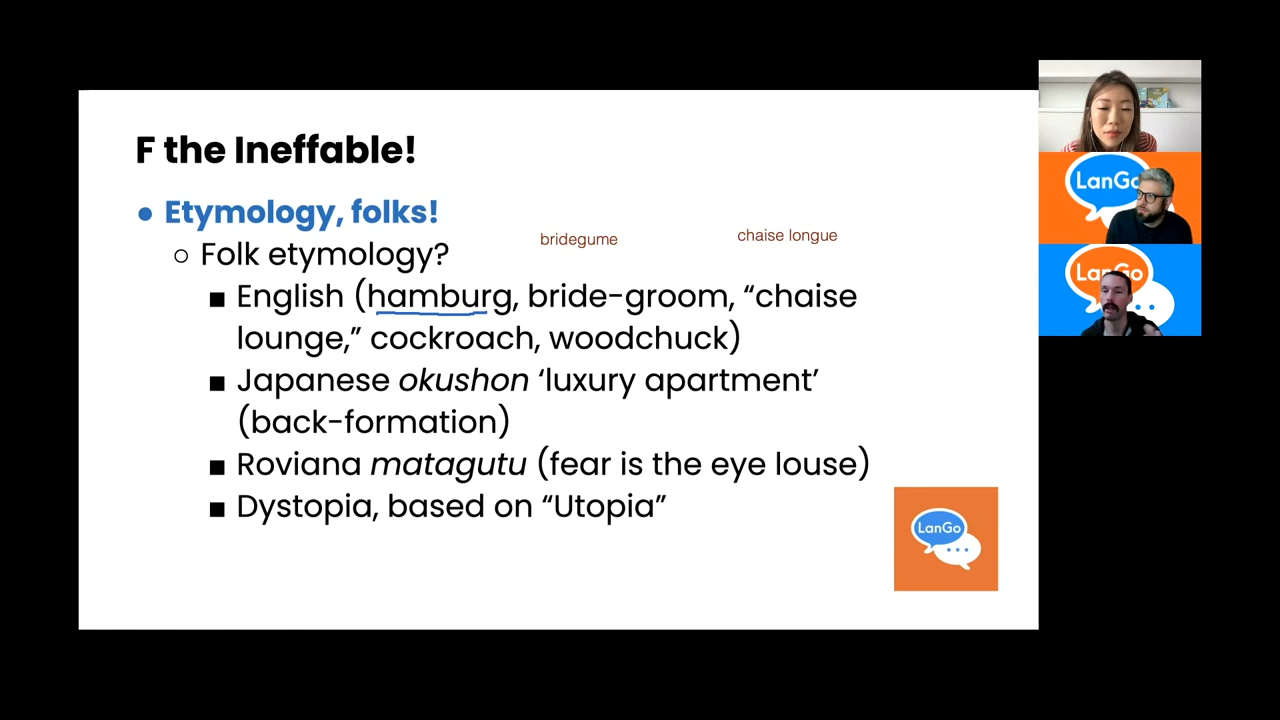 F the Ineffable!
● Etymology, folks!
○ Folk etymology?
bridegume
chaise longue
■ English (hamburg, bride-groom, “chaise
lounge,” cockroach, woodchuck)
■ Japanese okushon ‘luxury apartment’
(back-formation)
■ Roviana matagutu (fear is the eye louse)
■ Dystopia, based on “Utopia”
LanGo
LanGo
LanGo